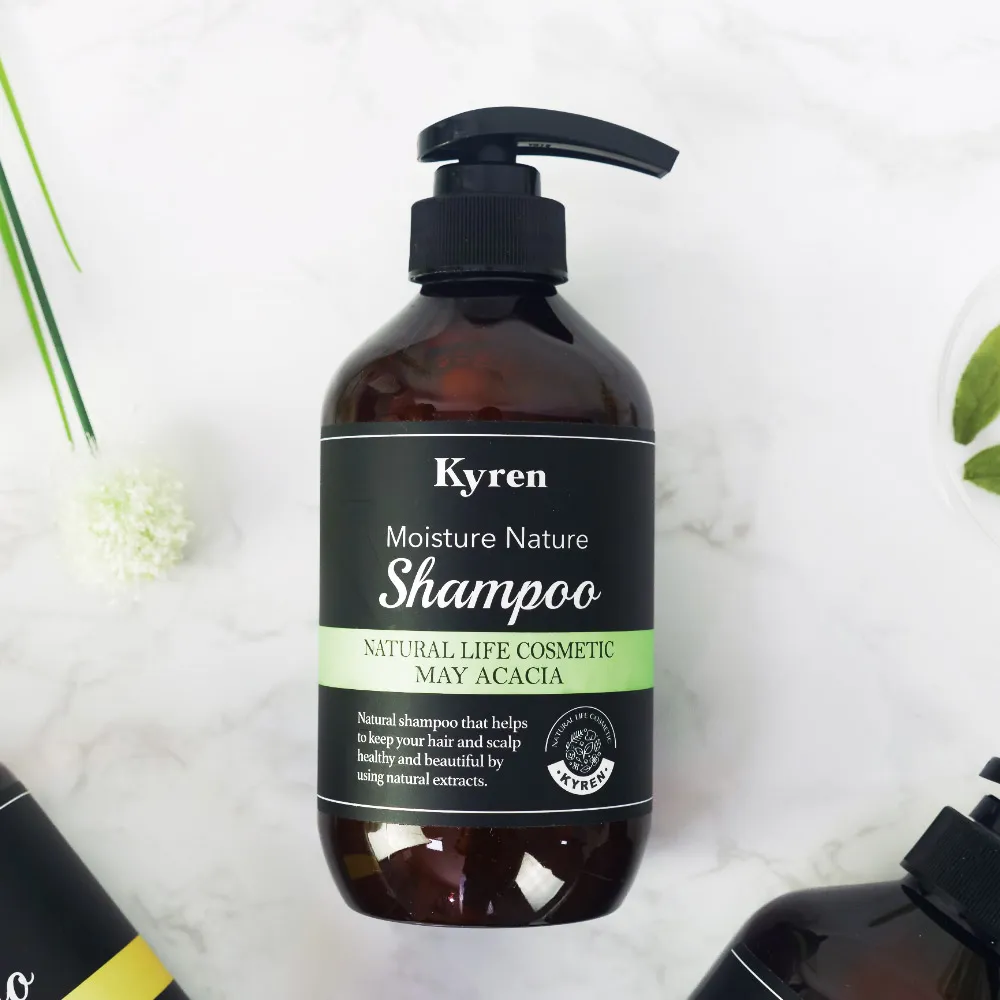 Kyren
Moisture Nature
Shampoo
NATURAL LIFE COSMETIC
MAY ACACIA
Natural shampoo that helps
to keep your hair and scalp
healthy and beautiful by
using natural extracts.
NATURAL LIFE COSMETIC
·KYREN·